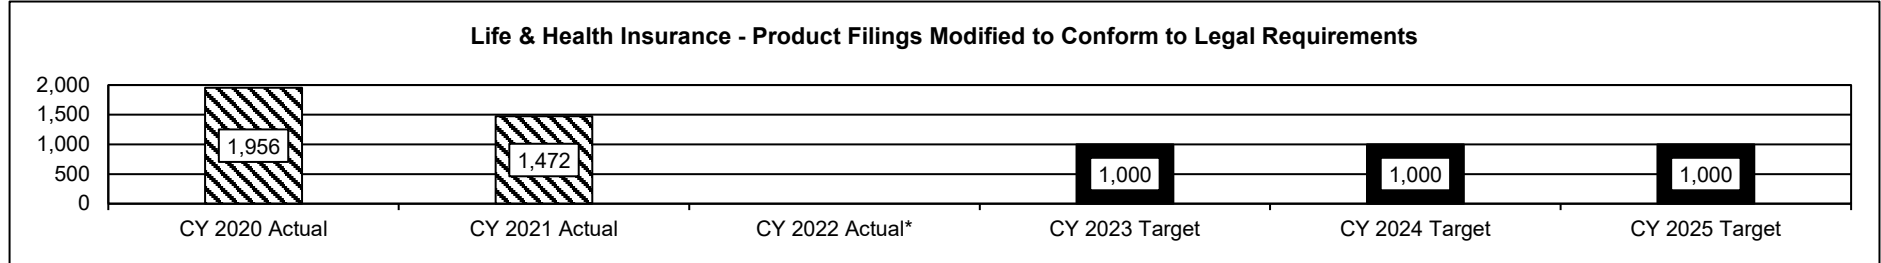 Life & Health Insurance - Product Filings Modified to Conform to Legal Requirements
2,000
1,500
1,000
500
0
1,956
1,472
1,000
1,000
1,000
CY 2020 Actual
CY 2021 Actual
CY 2022 Actual*
CY 2023 Target
CY 2024 Target
CY 2025 Target